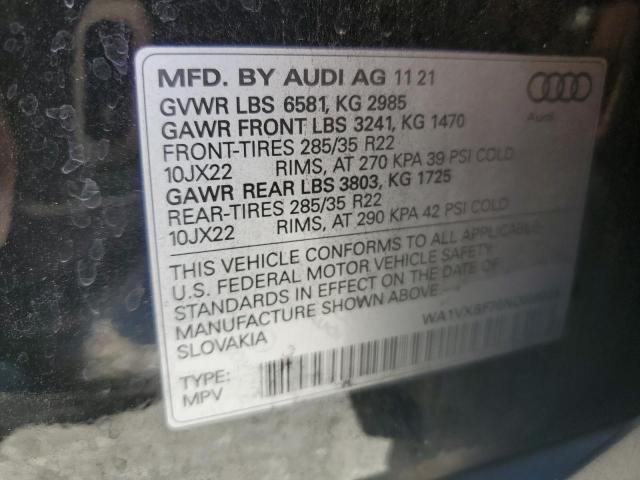 MFD. BY AUDI AG 11 21
Audi
GVWR LBS 6581, KG 2985
GAWR FRONT LBS 3241, KG 1470
FRONT-TIRES 285/35 R22
10JX22 RIMS, AT 270 KPA 39 PSI COLD
GAWR REAR LBS 3803, KG 1725
REAR-TIRES 285/35 R22
10JX22 RIMS, AT 290 KPA 42 PSI COLD
THIS VEHICLE CONFORMS TO ALL APPLICABLE
U.S. FEDERAL MOTOR VEHICLE SAFETY
STANDARDS IN EFFECT ON THE DATE OF
MANUFACTURE SHOWN ABOVE.
SLOVAKIA
TYPE:
MPV